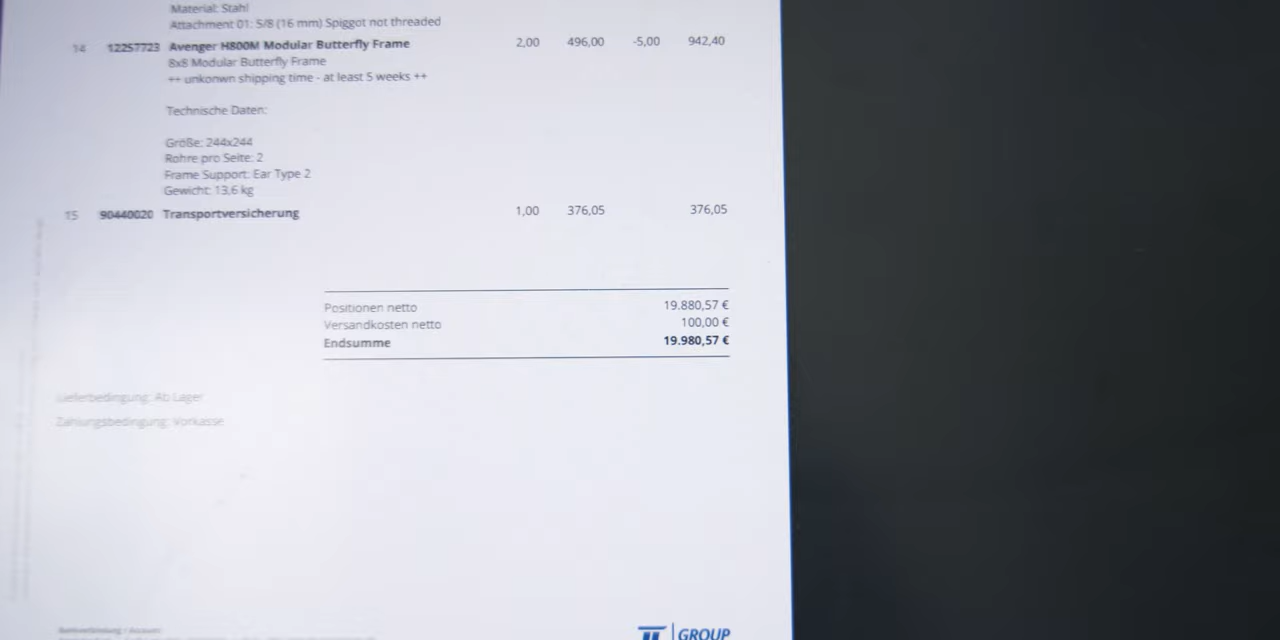 Material: Stahl
Attachment 01: 5/8 (16 mm) Spiggot not threaded
14 12257723 Avenger H800M Modular Butterfly Frame 2,00 496,00 -5,00 942,40
8x8 Modular Butterfly Frame
++ unkonwn shipping time - at least 5 weeks ++
Technische Daten:
Größe: 244x244
Rohre pro Seite: 2
Frame Support: Ear Type 2
Gewicht: 13,6 kg
15 90440020 Transportversicherung 1,00 376,05 376,05
Positionen netto 19.880,57 €
Versandkosten netto 100,00 €
Endsumme 19.980,57 €
Lieferbedingung: Ab Lager
Zahlungsbedingung: Vorkasse
GROUP